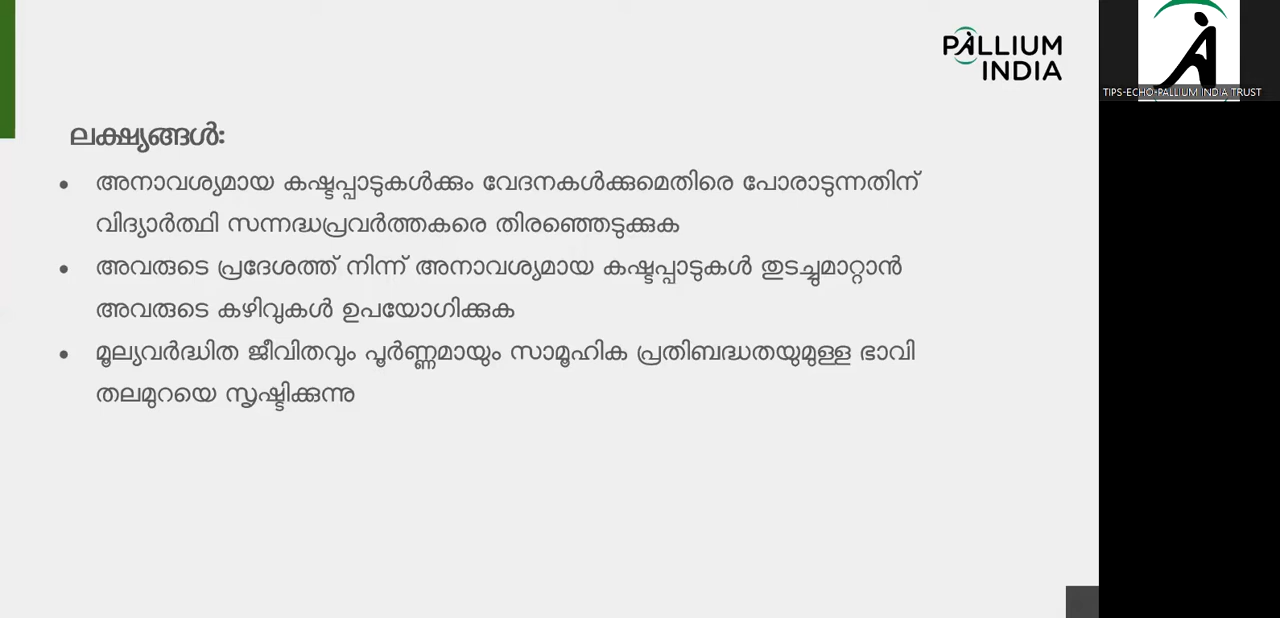 PALLIUM
INDIA
TIPS-ECHO-PALLIUM INDIA TRUST
ലക്ഷ്യങ്ങൾ:
• അനാവശ്യമായ കഷ്ടപ്പാടുകൾക്കും വേദനകൾക്കുമെതിരെ പോരാടുന്നതിന്
വിദ്യാർത്ഥി സന്നദ്ധപ്രവർത്തകരെ തിരഞ്ഞെടുക്കുക
• അവരുടെ പ്രദേശത്ത് നിന്ന് അനാവശ്യമായ കഷ്ടപ്പാടുകൾ തുടച്ചുമാറ്റാൻ
അവരുടെ കഴിവുകൾ ഉപയോഗിക്കുക
• മൂല്യവർദ്ധിത ജീവിതവും പൂർണ്ണമായും സാമൂഹിക പ്രതിബദ്ധതയുമുള്ള ഭാവി
തലമുറയെ സൃഷ്ടിക്കുന്നു